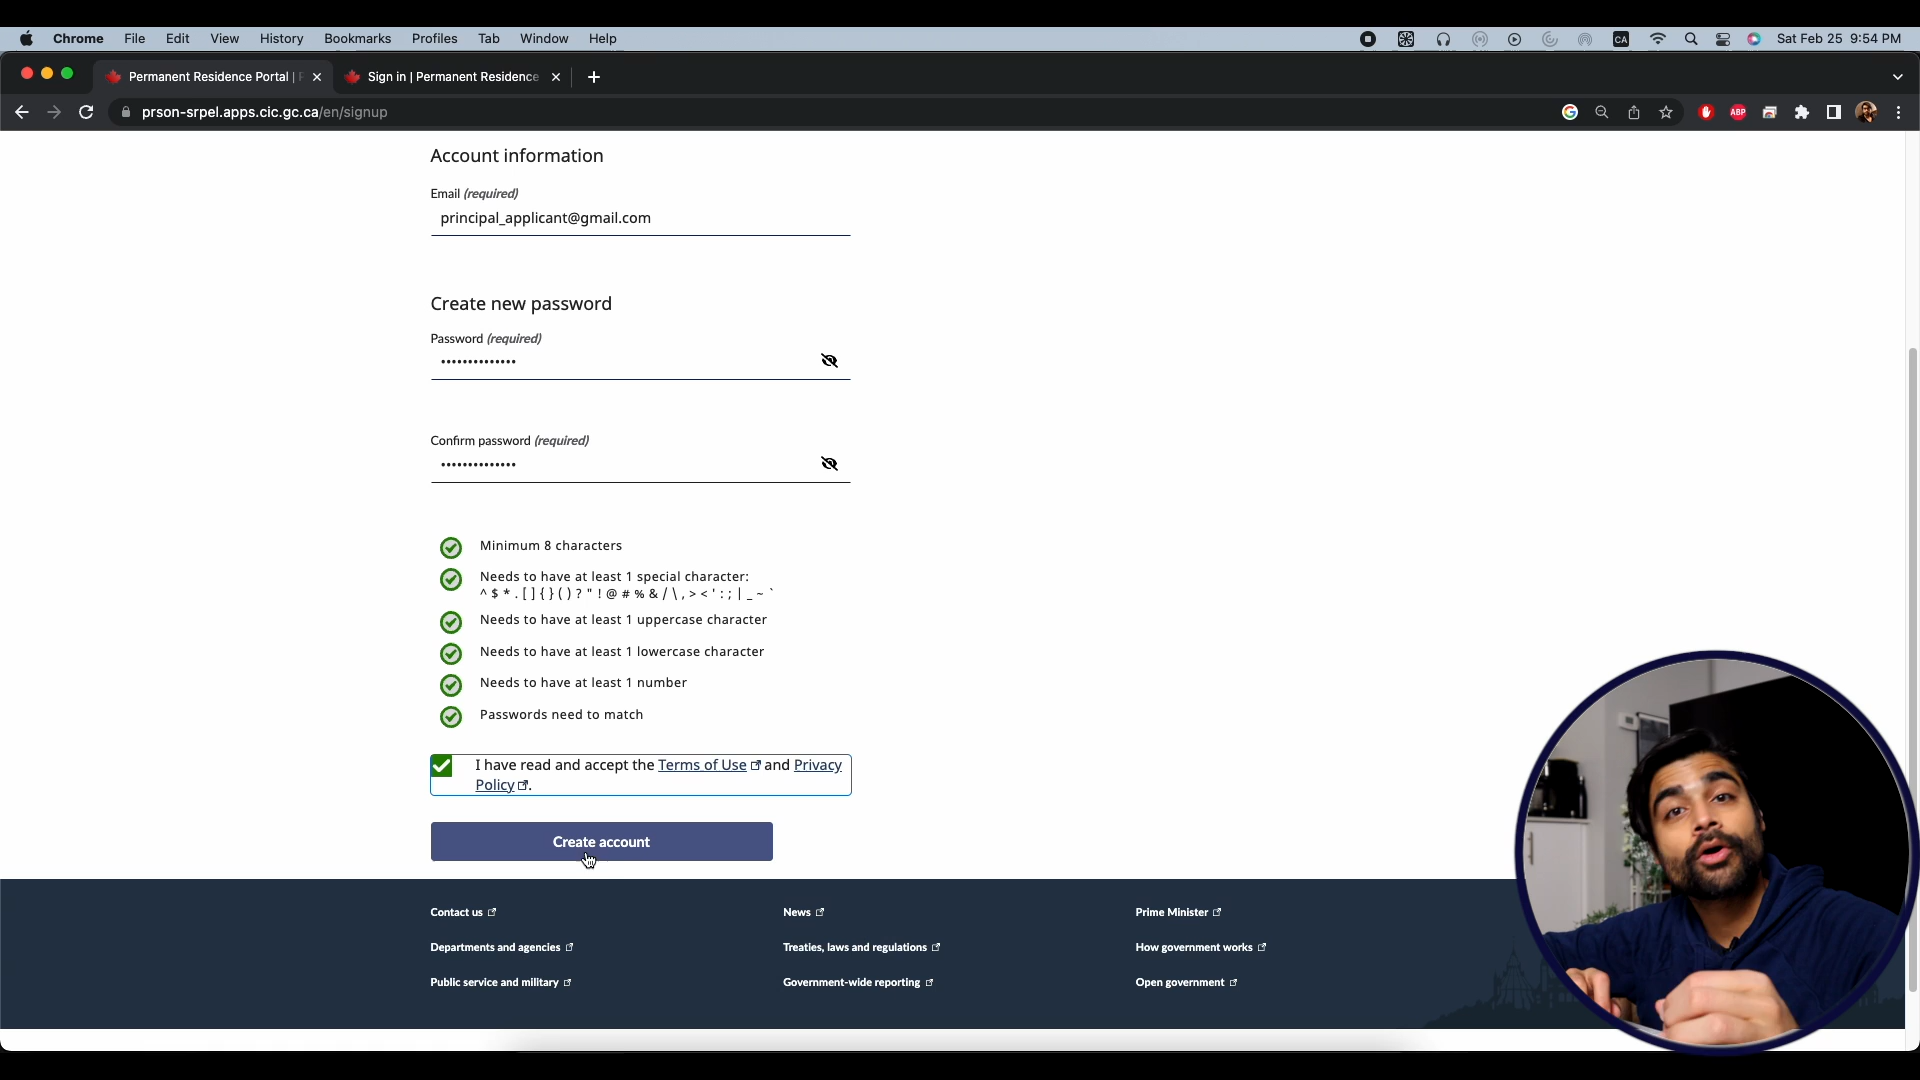 Chrome File Edit View History Bookmarks Profiles Tab Window Help CA Sat Feb 25 9:54 PM
Permanent Residence Portal | Sign in | Permanent Residence
prson-srpel.apps.cic.gc.ca/en/signup ABP
Account information
Email (required)
principal_applicant@gmail.com
Create new password
Password (required)
••••••••••••••
Confirm password (required)
••••••••••••••
Minimum 8 characters
Needs to have at least 1 special character:
^ $ * . [ ] { } ( ) ? " ! @ # % & / \ , > < ' : ; | _ ~ `
Needs to have at least 1 uppercase character
Needs to have at least 1 lowercase character
Needs to have at least 1 number
Passwords need to match
I have read and accept the Terms of Use and Privacy
Policy .
Create account
Contact us News Prime Minister
Departments and agencies Treaties, laws and regulations How government works
Public service and military Government-wide reporting Open government